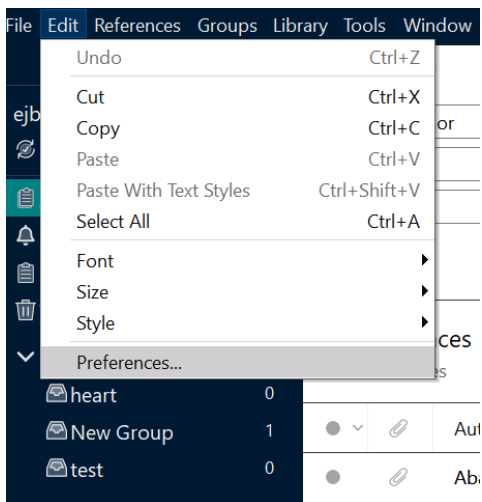 File Edit References Groups Library Tools Window
Undo Ctrl+Z
Cut Ctrl+X
ejb
Copy Ctrl+C or
Paste Ctrl+V
Paste With Text Styles Ctrl+Shift+V
Select All Ctrl+A
Font
Size
Style
ces
Preferences...
es
heart 0
New Group 1 Aut
test 0 Aba